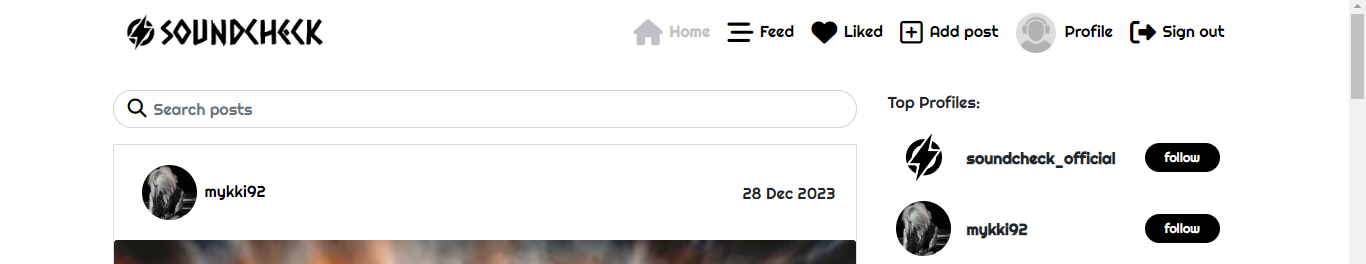 SOUNDCHECK Home Feed Liked Add post Profile Sign out
Search posts
Top Profiles:
soundcheck_official follow
mykki92 28 Dec 2023
mykki92 follow